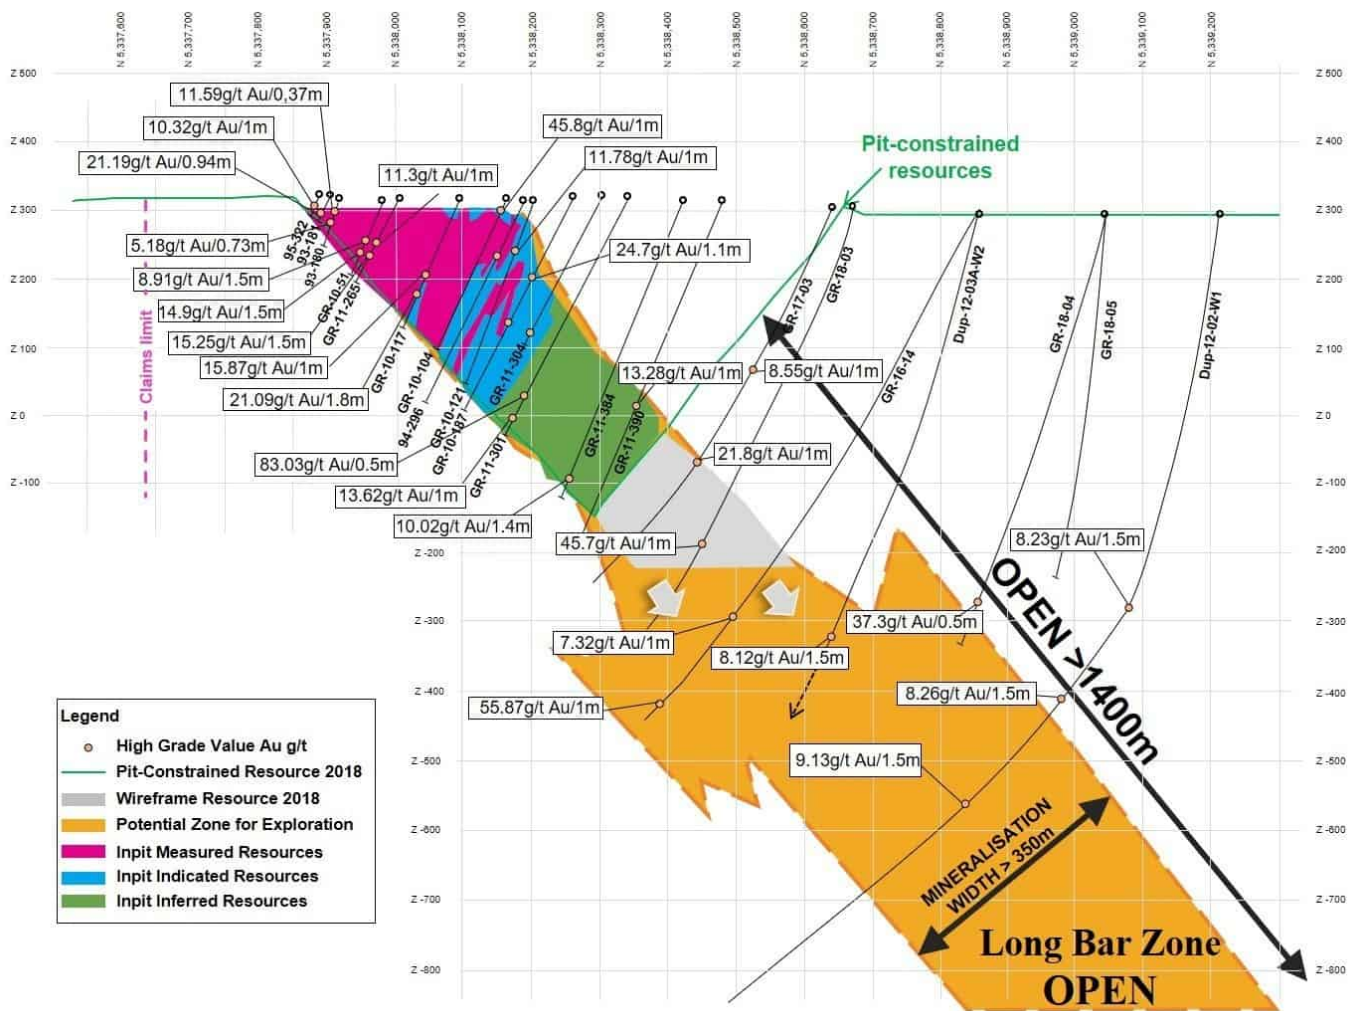 N 5,337,600
N 5,337,700
N 5,337,800
N 5,337,900
N 5,338,000
N 5,338,100
N 5,338,200
N 5,338,300
N 5,338,400
N 5,338,500
N 5,338,600
N 5,338,700
N 5,338,800
N 5,338,900
N 5,339,000
N 5,339,100
N 5,339,200
Z 500
Z 500
11.59g/t Au/0,37m
10.32g/t Au/1m
45.8g/t Au/1m
Z 400
Z 400
Pit-constrained
resources
21.19g/t Au/0.94m
11.78g/t Au/1m
11.3g/t Au/1m
Z 300
Z 300
95-322
93-181
93-180
5.18g/t Au/0.73m
24.7g/t Au/1.1m
8.91g/t Au/1.5m
Z 200
Z 200
GR-10-51
GR-11-265
GR-17-03
GR-18-03
Dup-12-03A-W2
GR-18-04
GR-18-05
Dup-12-02-W1
14.9g/t Au/1.5m
Claims limit
15.25g/t Au/1.5m
Z 100
Z 100
15.87g/t Au/1m
GR-10-117
GR-10-104
94-296
GR-10-121
GR-10-187
GR-11-304
GR-11-301
GR-11-384
GR-11-390
GR-16-14
13.28g/t Au/1m
8.55g/t Au/1m
21.09g/t Au/1.8m
Z 0
Z 0
83.03g/t Au/0.5m
21.8g/t Au/1m
Z -100
Z -100
13.62g/t Au/1m
10.02g/t Au/1.4m
45.7g/t Au/1m
8.23g/t Au/1.5m
Z -200
Z -200
OPEN >1400m
Z -300
Z -300
37.3g/t Au/0.5m
7.32g/t Au/1m
8.12g/t Au/1.5m
Z -400
Z -400
8.26g/t Au/1.5m
55.87g/t Au/1m
Z -500
Z -500
9.13g/t Au/1.5m
Z -600
Z -600
MINERALISATION
WIDTH > 350m
Z -700
Z -700
Long Bar Zone
OPEN
Z -800
Z -800
Legend
High Grade Value Au g/t
Pit-Constrained Resource 2018
Wireframe Resource 2018
Potential Zone for Exploration
Inpit Measured Resources
Inpit Indicated Resources
Inpit Inferred Resources